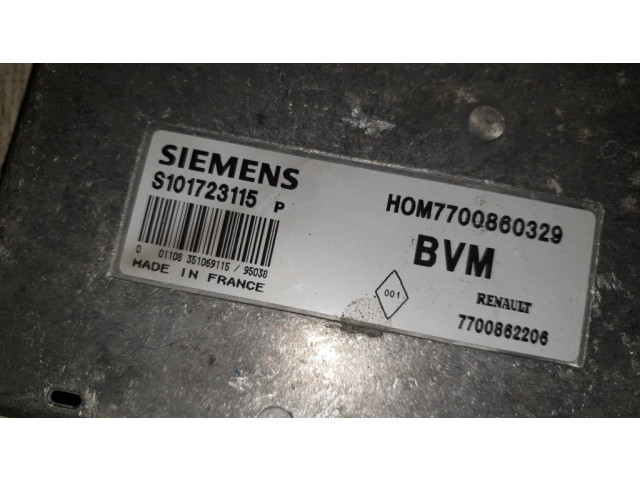 SIEMENS
S101723115 P
0 01108 351069115 / 95038
MADE IN FRANCE
HOM7700860329
BVM
001
RENAULT
7700862206